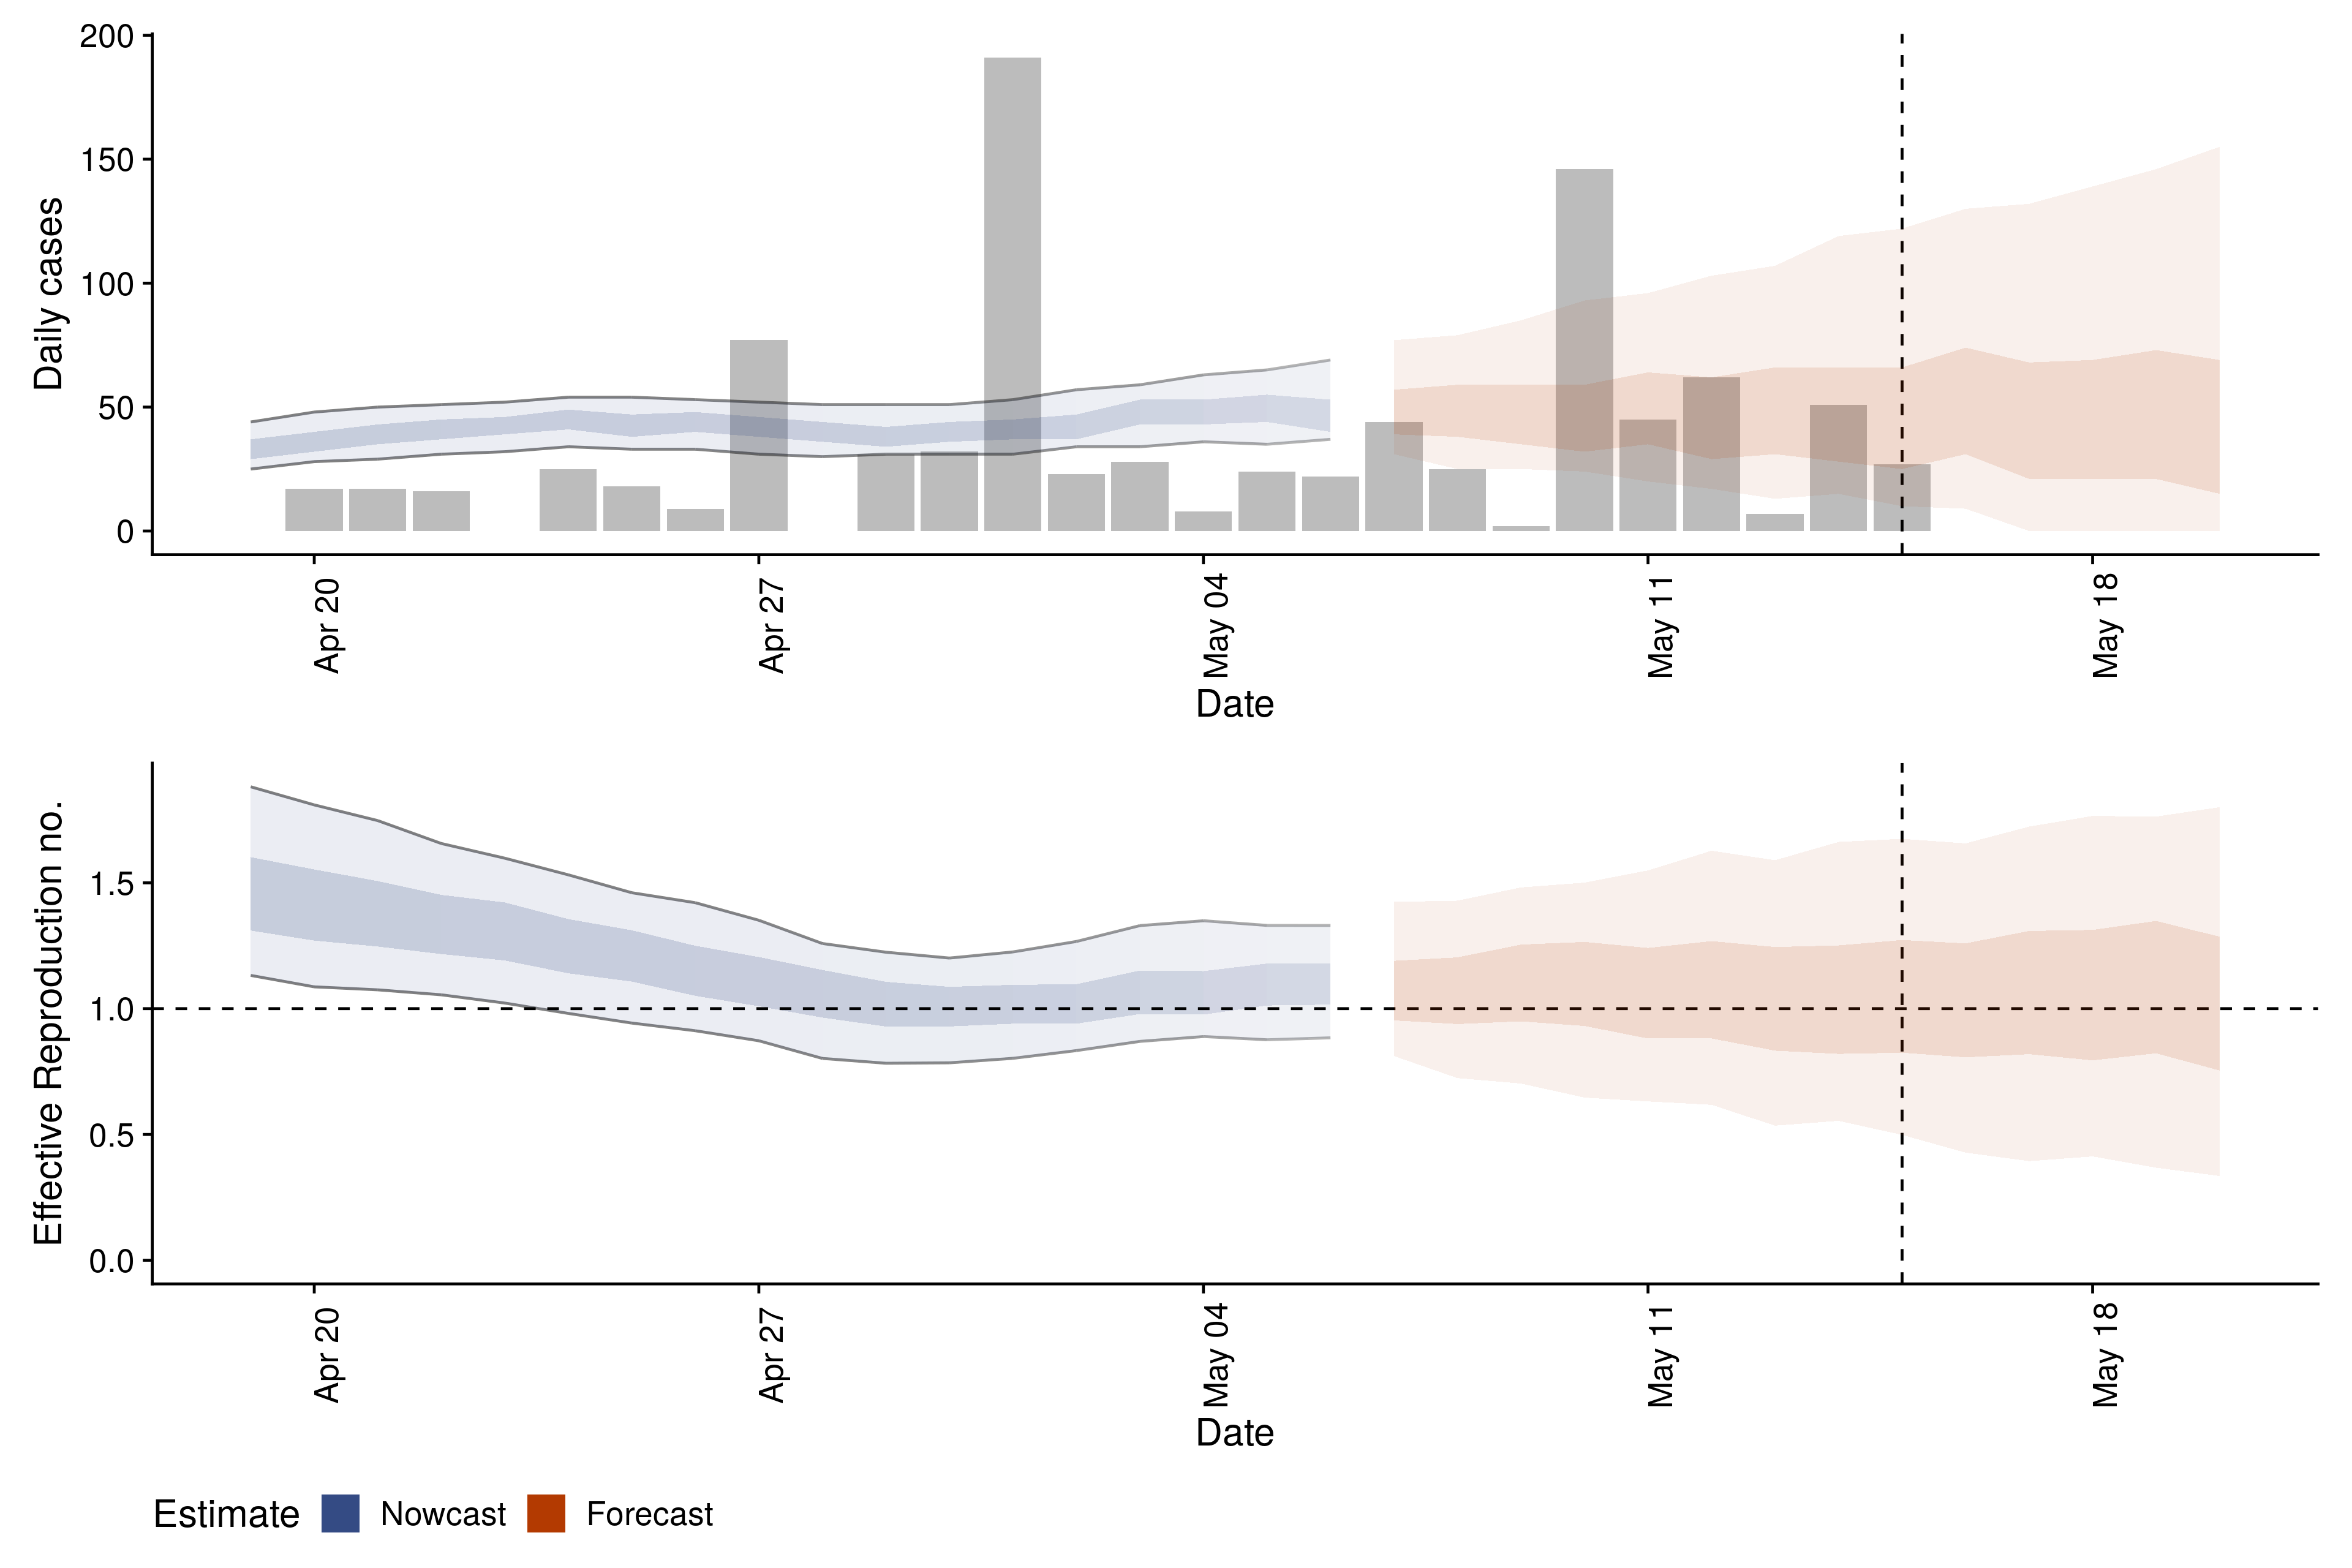 200
150
100
50
0
Daily cases
Apr 20
Apr 27
May 04
May 11
May 18
Date
1.5
1.0
0.5
0.0
Effective Reproduction no.
Apr 20
Apr 27
May 04
May 11
May 18
Date
Estimate Nowcast Forecast